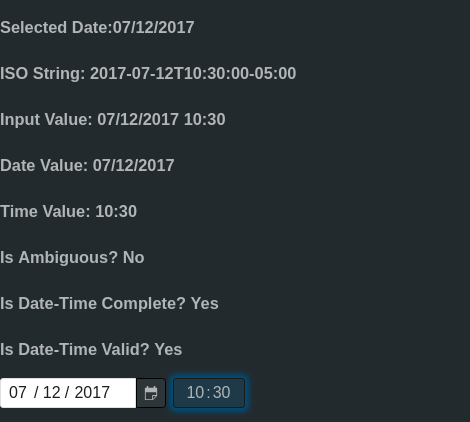 Selected Date:07/12/2017
ISO String: 2017-07-12T10:30:00-05:00
Input Value: 07/12/2017 10:30
Date Value: 07/12/2017
Time Value: 10:30
Is Ambiguous? No
Is Date-Time Complete? Yes
Is Date-Time Valid? Yes
07 / 12 / 2017 10:30